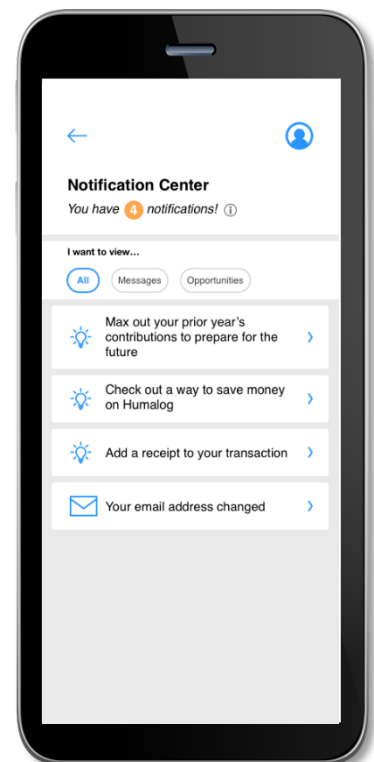 Notification Center
You have 4 notifications!
I want to view...
All
Messages
Opportunities
Max out your prior year's
contributions to prepare for the
future
Check out a way to save money
on Humalog
Add a receipt to your transaction
Your email address changed